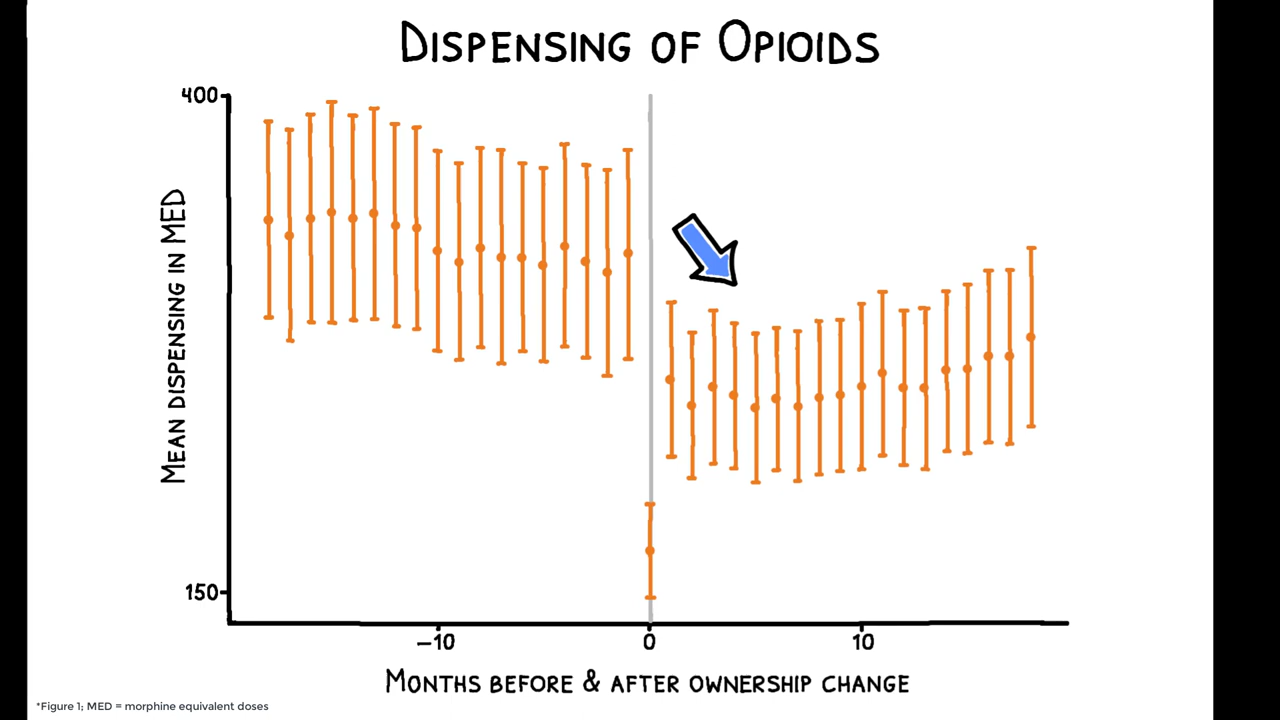 Dispensing of Opioids
400
150
Mean dispensing in MED
–10
0
10
Months before & after ownership change
*Figure 1; MED = morphine equivalent doses